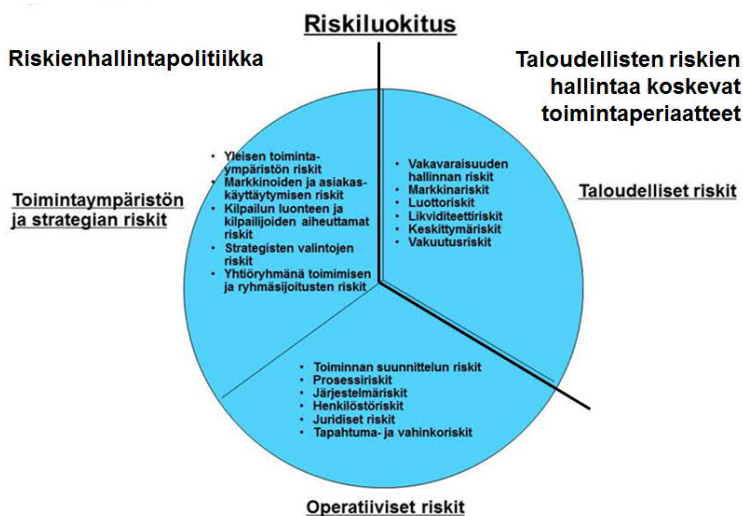 Riskiluokitus
Riskienhallintapolitiikka
Taloudellisten riskien
hallintaa koskevat
toimintaperiaatteet
Toimintaympäristön
ja strategian riskit
• Yleisen toiminta-
ympäristön riskit
• Markkinoiden ja asiakas-
käyttäytymisen riskit
• Kilpailun luonteen ja
kilpailijoiden aiheuttamat
riskit
• Strategisten valintojen
riskit
• Yhtiöryhmänä toimimisen
ja ryhmäsijoitusten riskit
• Vakavaraisuuden
hallinnan riskit
• Markkinariskit
• Luottoriskit
• Likviditeettiriskit
• Keskittymäriskit
• Vakuutusriskit
Taloudelliset riskit
• Toiminnan suunnittelun riskit
• Prosessiriskit
• Järjestelmäriskit
• Henkilöstöriskit
• Juridiset riskit
• Tapahtuma- ja vahinkoriskit
Operatiiviset riskit